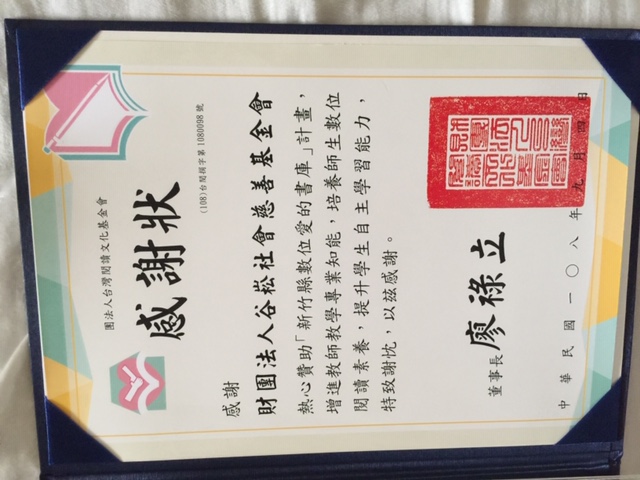 團法人台灣閱讀文化基金會
感謝狀
(108)台閱務字第1080098號
感謝
財團法人谷崧社會慈善基金會
熱心贊助「新竹縣數位愛的書庫」計畫，
增進教師教學專業知能，培養師生數位
閱讀素養，提升學生自主學習能力，
特致謝忱，以茲感謝。
董事長 廖祿立
中華民國一〇八年九月四日